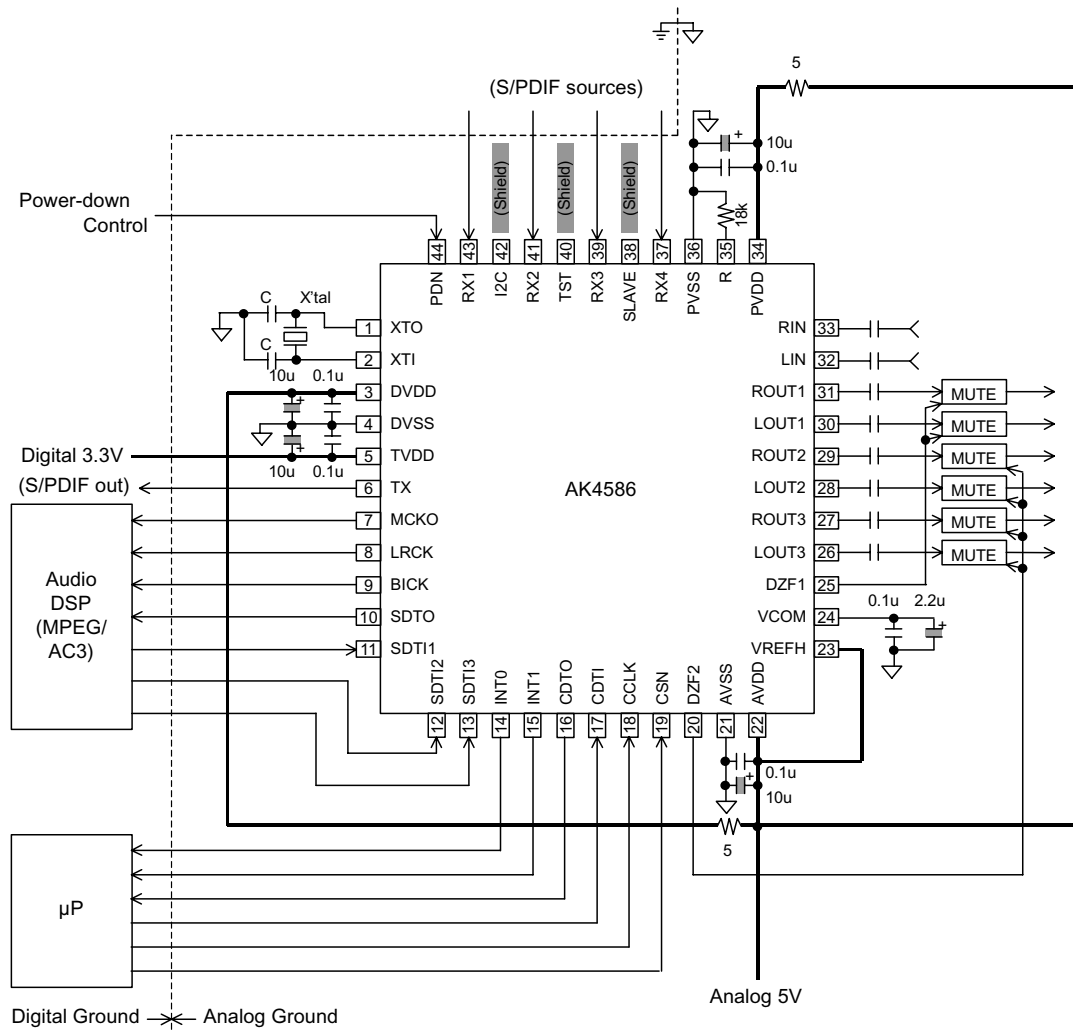 5
(S/PDIF sources)
+
10u
0.1u
(Shield)
(Shield)
(Shield)
18k
Power-down
Control
44
43
42
41
40
39
38
37
36
35
34
PDN
RX1
I2C
RX2
TST
RX3
SLAVE
RX4
PVSS
R
PVDD
C
X'tal
1
XTO
RIN
33
C
2
XTI
LIN
32
10u
0.1u
3
DVDD
ROUT1
31
MUTE
+
4
DVSS
LOUT1
30
MUTE
+
Digital 3.3V
5
TVDD
ROUT2
29
MUTE
10u
0.1u
(S/PDIF out)
6
TX
AK4586
LOUT2
28
MUTE
7
MCKO
ROUT3
27
MUTE
8
LRCK
LOUT3
26
MUTE
Audio
DSP
(MPEG/
AC3)
9
BICK
DZF1
25
10
SDTO
VCOM
24
0.1u
2.2u
+
11
SDTI1
VREFH
23
SDTI2
SDTI3
INT0
INT1
CDTO
CDTI
CCLK
CSN
DZF2
AVSS
AVDD
12
13
14
15
16
17
18
19
20
21
22
0.1u
+
10u
5
µP
Analog 5V
Digital Ground
Analog Ground